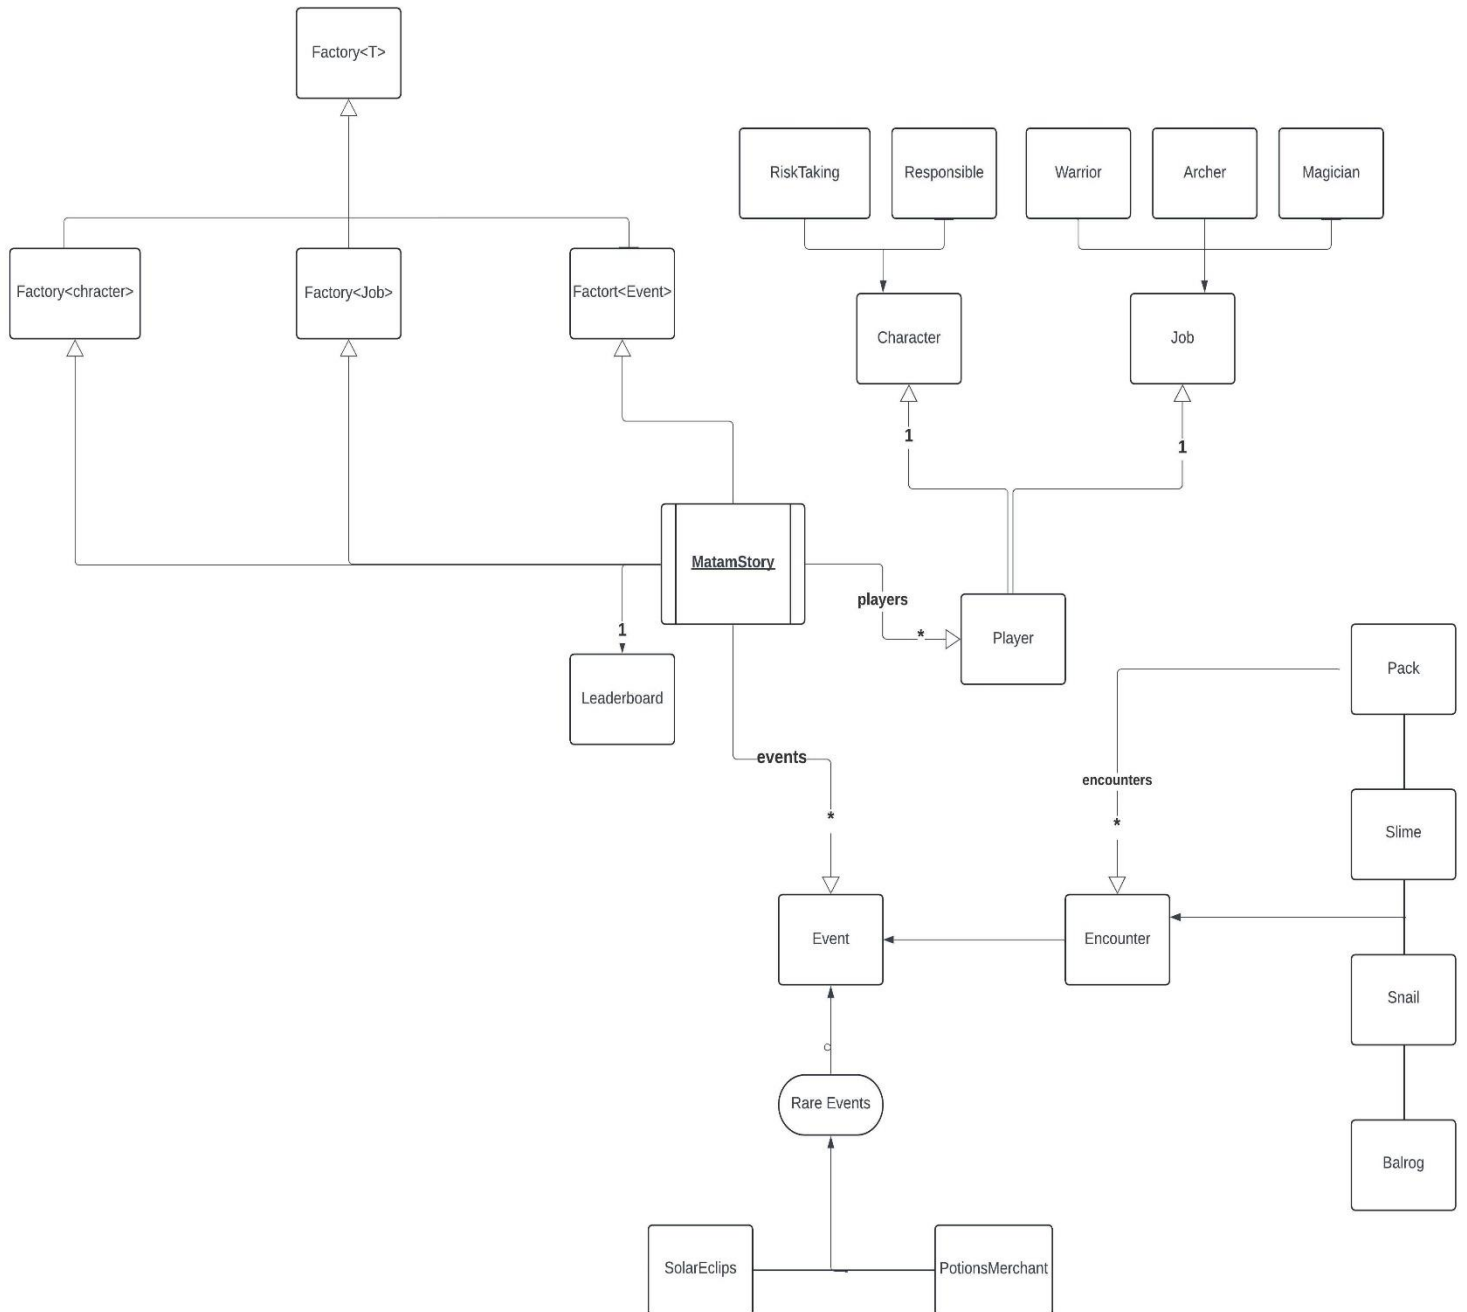 Factory<T>
RiskTaking
Responsible
Warrior
Archer
Magician
Factory<chracter>
Factory<Job>
Factort<Event>
Character
Job
1
1
MatamStory
players
*
Player
1
Leaderboard
Pack
events
*
encounters
*
Slime
Event
Encounter
Snail
C
Rare Events
Balrog
SolarEclips
PotionsMerchant